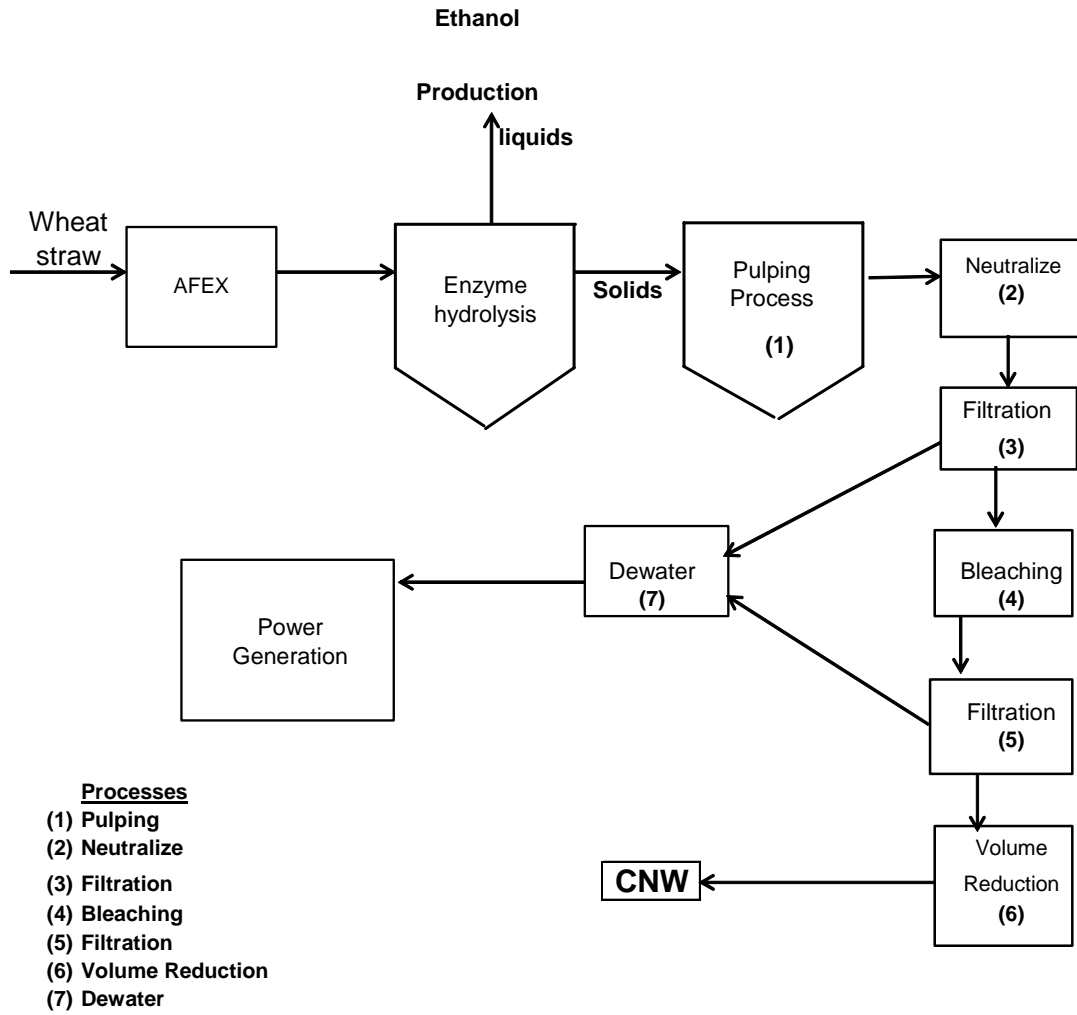 Ethanol
Production
liquids
Wheat
straw
AFEX
Enzyme
hydrolysis
Solids
Pulping
Process
(1)
Neutralize
(2)
Filtration
(3)
Bleaching
(4)
Dewater
(7)
Power
Generation
Filtration
(5)
Volume
Reduction
(6)
CNW
Processes
(1) Pulping
(2) Neutralize
(3) Filtration
(4) Bleaching
(5) Filtration
(6) Volume Reduction
(7) Dewater